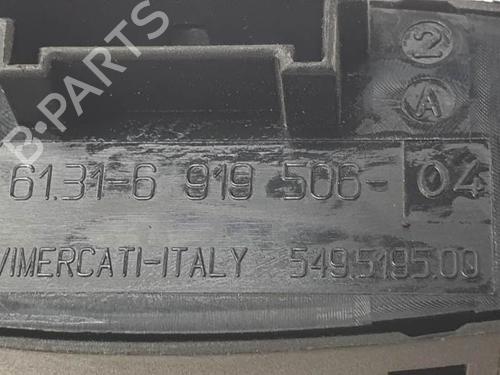 B-PARTS
2
A
61.31-6 919 506- 04
VIMERCATI-ITALY 549.5195.00